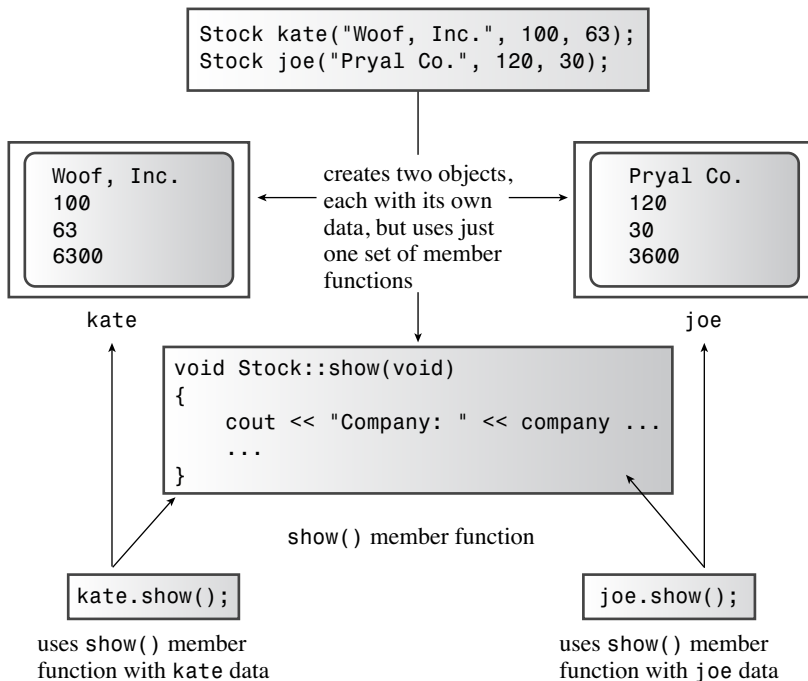 Stock kate("Woof, Inc.", 100, 63);
Stock joe("Pryal Co.", 120, 30);
Woof, Inc.
100
63
6300
kate
creates two objects,
each with its own
data, but uses just
one set of member
functions
Pryal Co.
120
30
3600
joe
void Stock::show(void)
{
    cout << "Company: " << company ...
    ...
}
show() member function
kate.show();
uses show() member
function with kate data
joe.show();
uses show() member
function with joe data